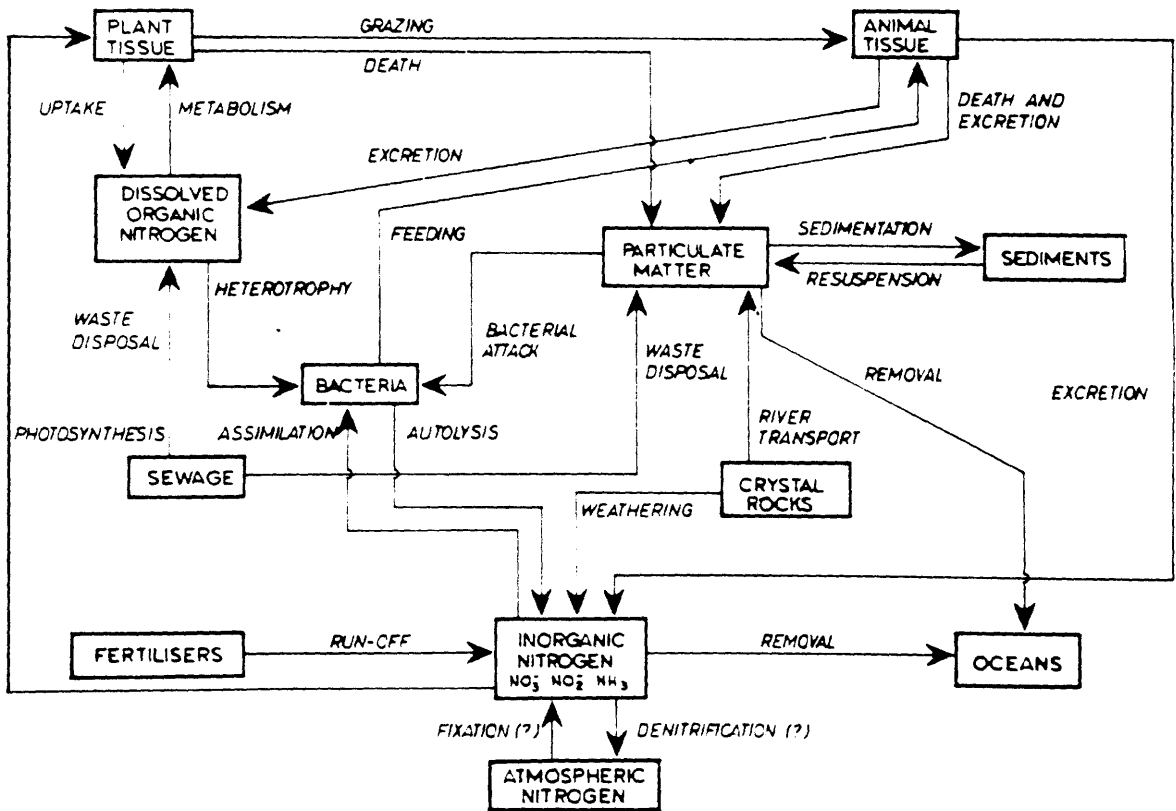 PLANT
TISSUE
GRAZING
ANIMAL
TISSUE
DEATH
UPTAKE
METABOLISM
DEATH AND
EXCRETION
EXCRETION
DISSOLVED
ORGANIC
NITROGEN
FEEDING
PARTICULATE
MATTER
SEDIMENTATION
SEDIMENTS
RESUSPENSION
HETEROTROPHY
WASTE
DISPOSAL
BACTERIAL
ATTACK
WASTE
DISPOSAL
BACTERIA
REMOVAL
EXCRETION
PHOTOSYNTHESIS
ASSIMILATION
AUTOLYSIS
RIVER
TRANSPORT
SEWAGE
CRYSTAL
ROCKS
WEATHERING
FERTILISERS
RUN-OFF
INORGANIC
NITROGEN
NO₃⁻ NO₂⁻ NH₃
REMOVAL
OCEANS
FIXATION (?)
DENITRIFICATION (?)
ATMOSPHERIC
NITROGEN